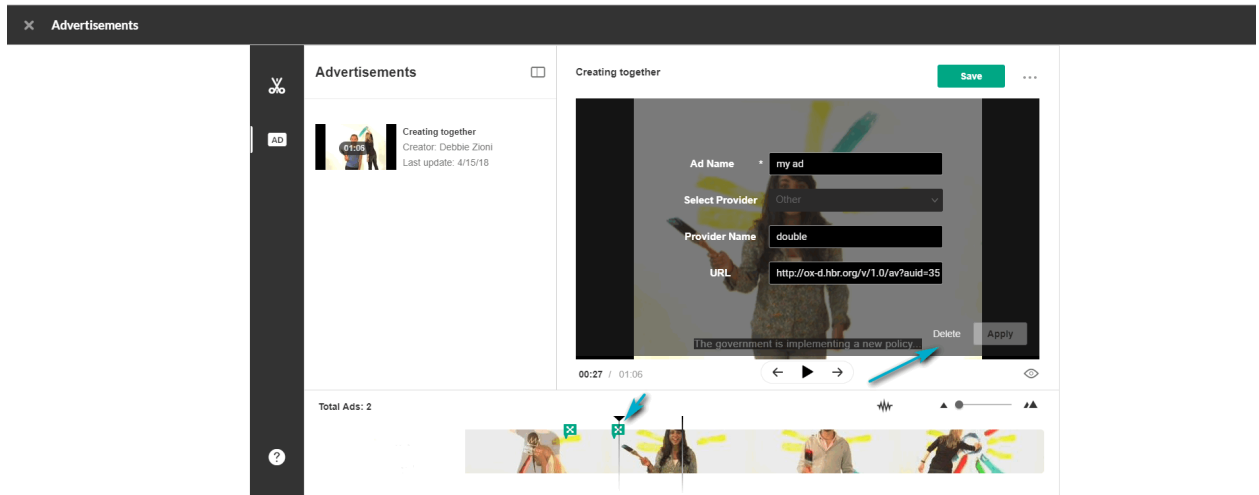 Advertisements
Advertisements
Creating together
Save
AD
01:06
Creating together
Creator: Debbie Zioni
Last update: 4/15/18
Ad Name * my ad
Select Provider Other
Provider Name double
URL http://ox-d.hbr.org/v/1.0/av?auid=35
Delete Apply
The government is implementing a new policy
00:27 / 01:06
Total Ads: 2
?